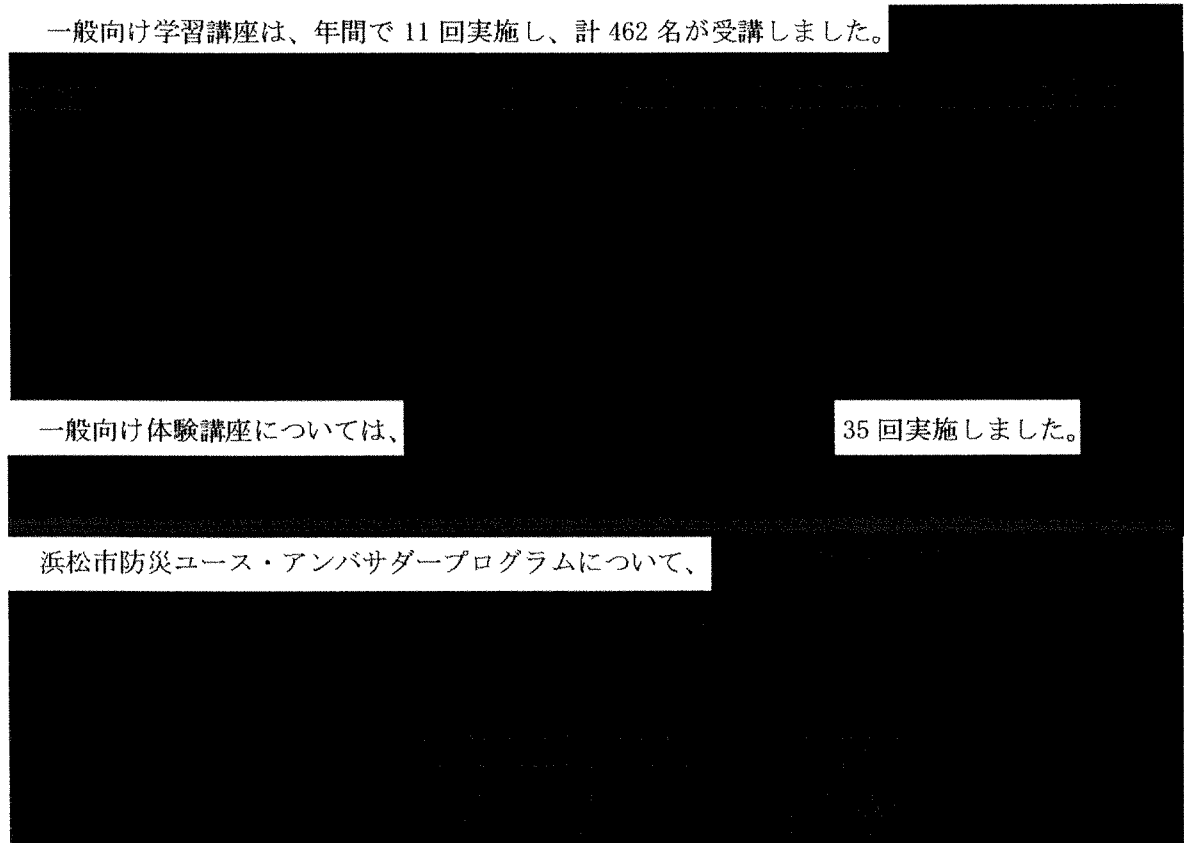 一般向け学習講座は、年間で 11 回実施し、計 462 名が受講しました。
一般向け体験講座については、 35 回実施しました。
浜松市防災ユース・アンバサダープログラムについて、